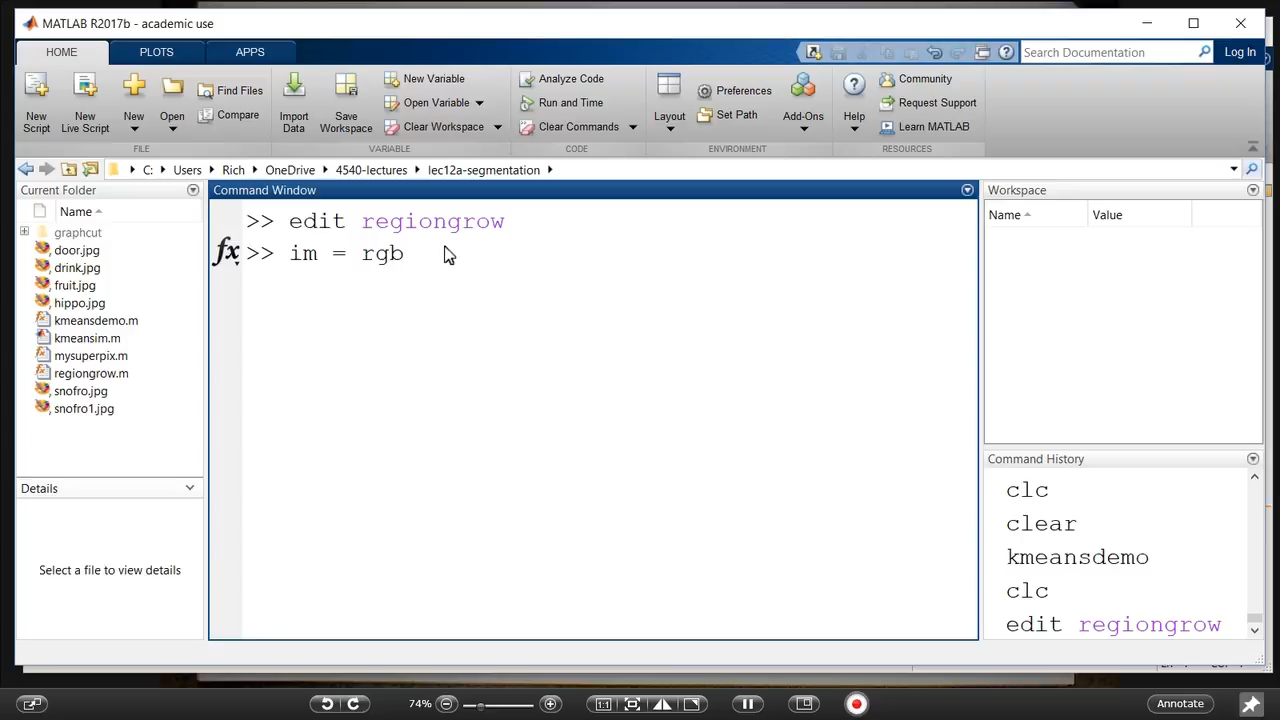 MATLAB R2017b - academic use
HOME PLOTS APPS
Search Documentation
Log In
New Script
New Live Script
New
Open
Find Files
Compare
FILE
Import Data
Save Workspace
New Variable
Open Variable
Clear Workspace
VARIABLE
Analyze Code
Run and Time
Clear Commands
CODE
Layout
Preferences
Set Path
ENVIRONMENT
Add-Ons
Help
Community
Request Support
Learn MATLAB
RESOURCES
C: Users Rich OneDrive 4540-lectures lec12a-segmentation
Current Folder
Name
graphcut
door.jpg
drink.jpg
fruit.jpg
hippo.jpg
kmeansdemo.m
kmeansim.m
mysuperpix.m
regiongrow.m
snofro.jpg
snofro1.jpg
Details
Select a file to view details
Command Window
>> edit regiongrow
fx >> im = rgb
Workspace
Name Value
Command History
clc
clear
kmeansdemo
clc
edit regiongrow
74%
1:1
Annotate